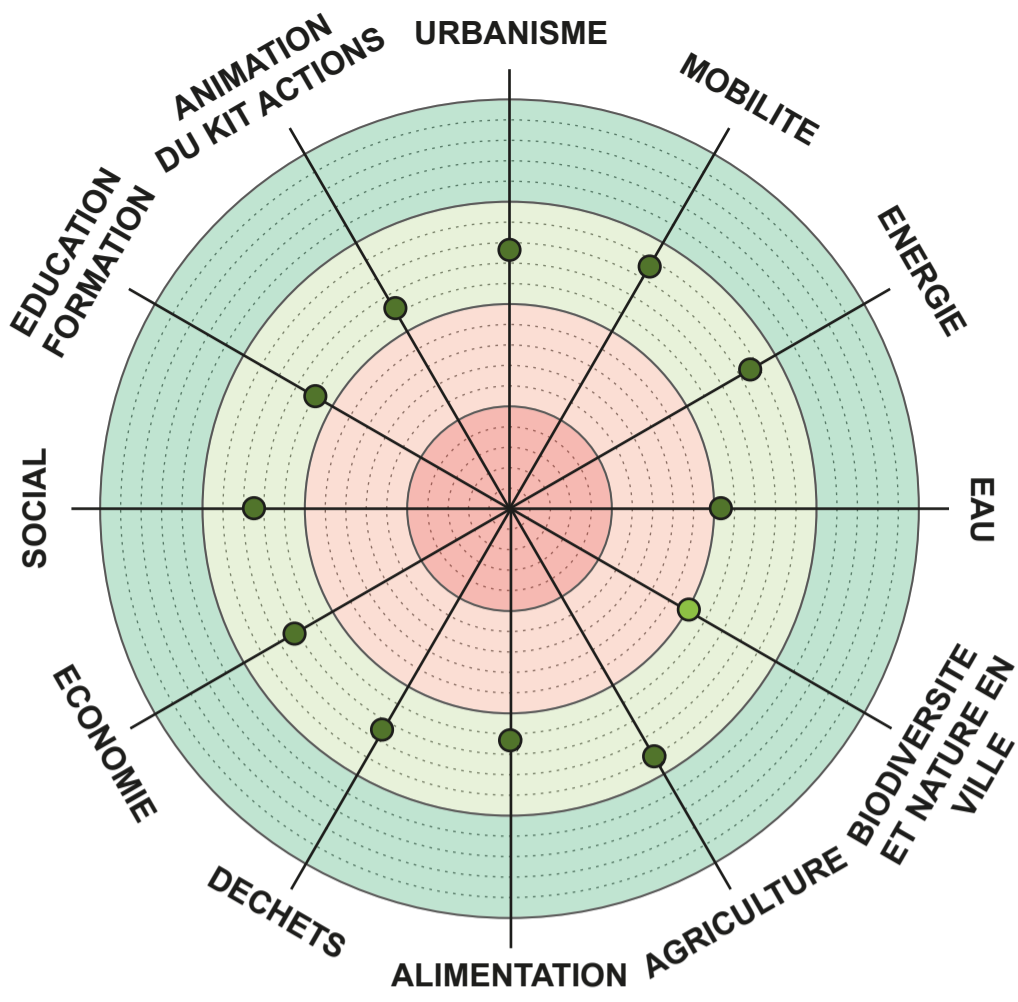 URBANISME
MOBILITE
ENERGIE
EAU
BIODIVERSITE
ET NATURE EN
VILLE
AGRICULTURE
ALIMENTATION
DECHETS
ECONOMIE
SOCIAL
EDUCATION
FORMATION
ANIMATION
DU KIT ACTIONS